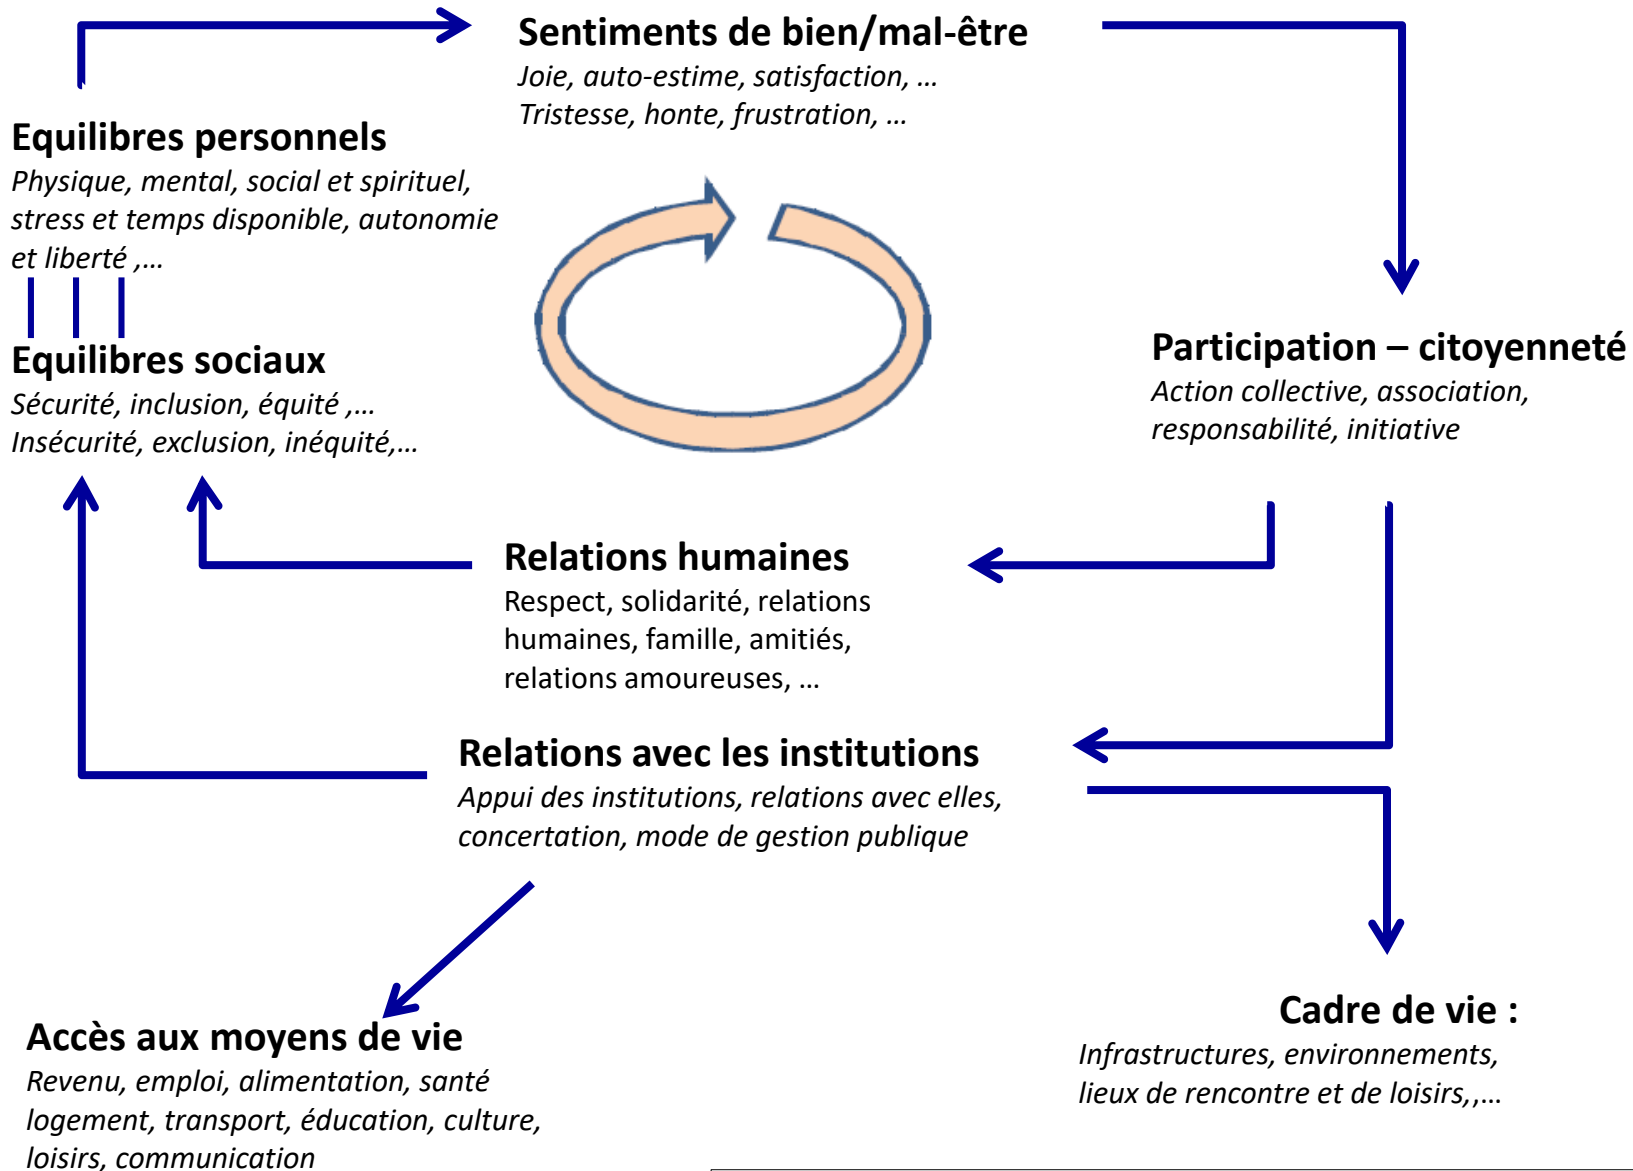 Sentiments de bien/mal-être
Joie, auto-estime, satisfaction, …
Tristesse, honte, frustration, …
Equilibres personnels
Physique, mental, social et spirituel,
stress et temps disponible, autonomie
et liberté ,…
Equilibres sociaux
Sécurité, inclusion, équité ,…
Insécurité, exclusion, inéquité,…
Participation – citoyenneté
Action collective, association,
responsabilité, initiative
Relations humaines
Respect, solidarité, relations
humaines, famille, amitiés,
relations amoureuses, …
Relations avec les institutions
Appui des institutions, relations avec elles,
concertation, mode de gestion publique
Accès aux moyens de vie
Revenu, emploi, alimentation, santé
logement, transport, éducation, culture,
loisirs, communication
Cadre de vie :
Infrastructures, environnements,
lieux de rencontre et de loisirs,,…